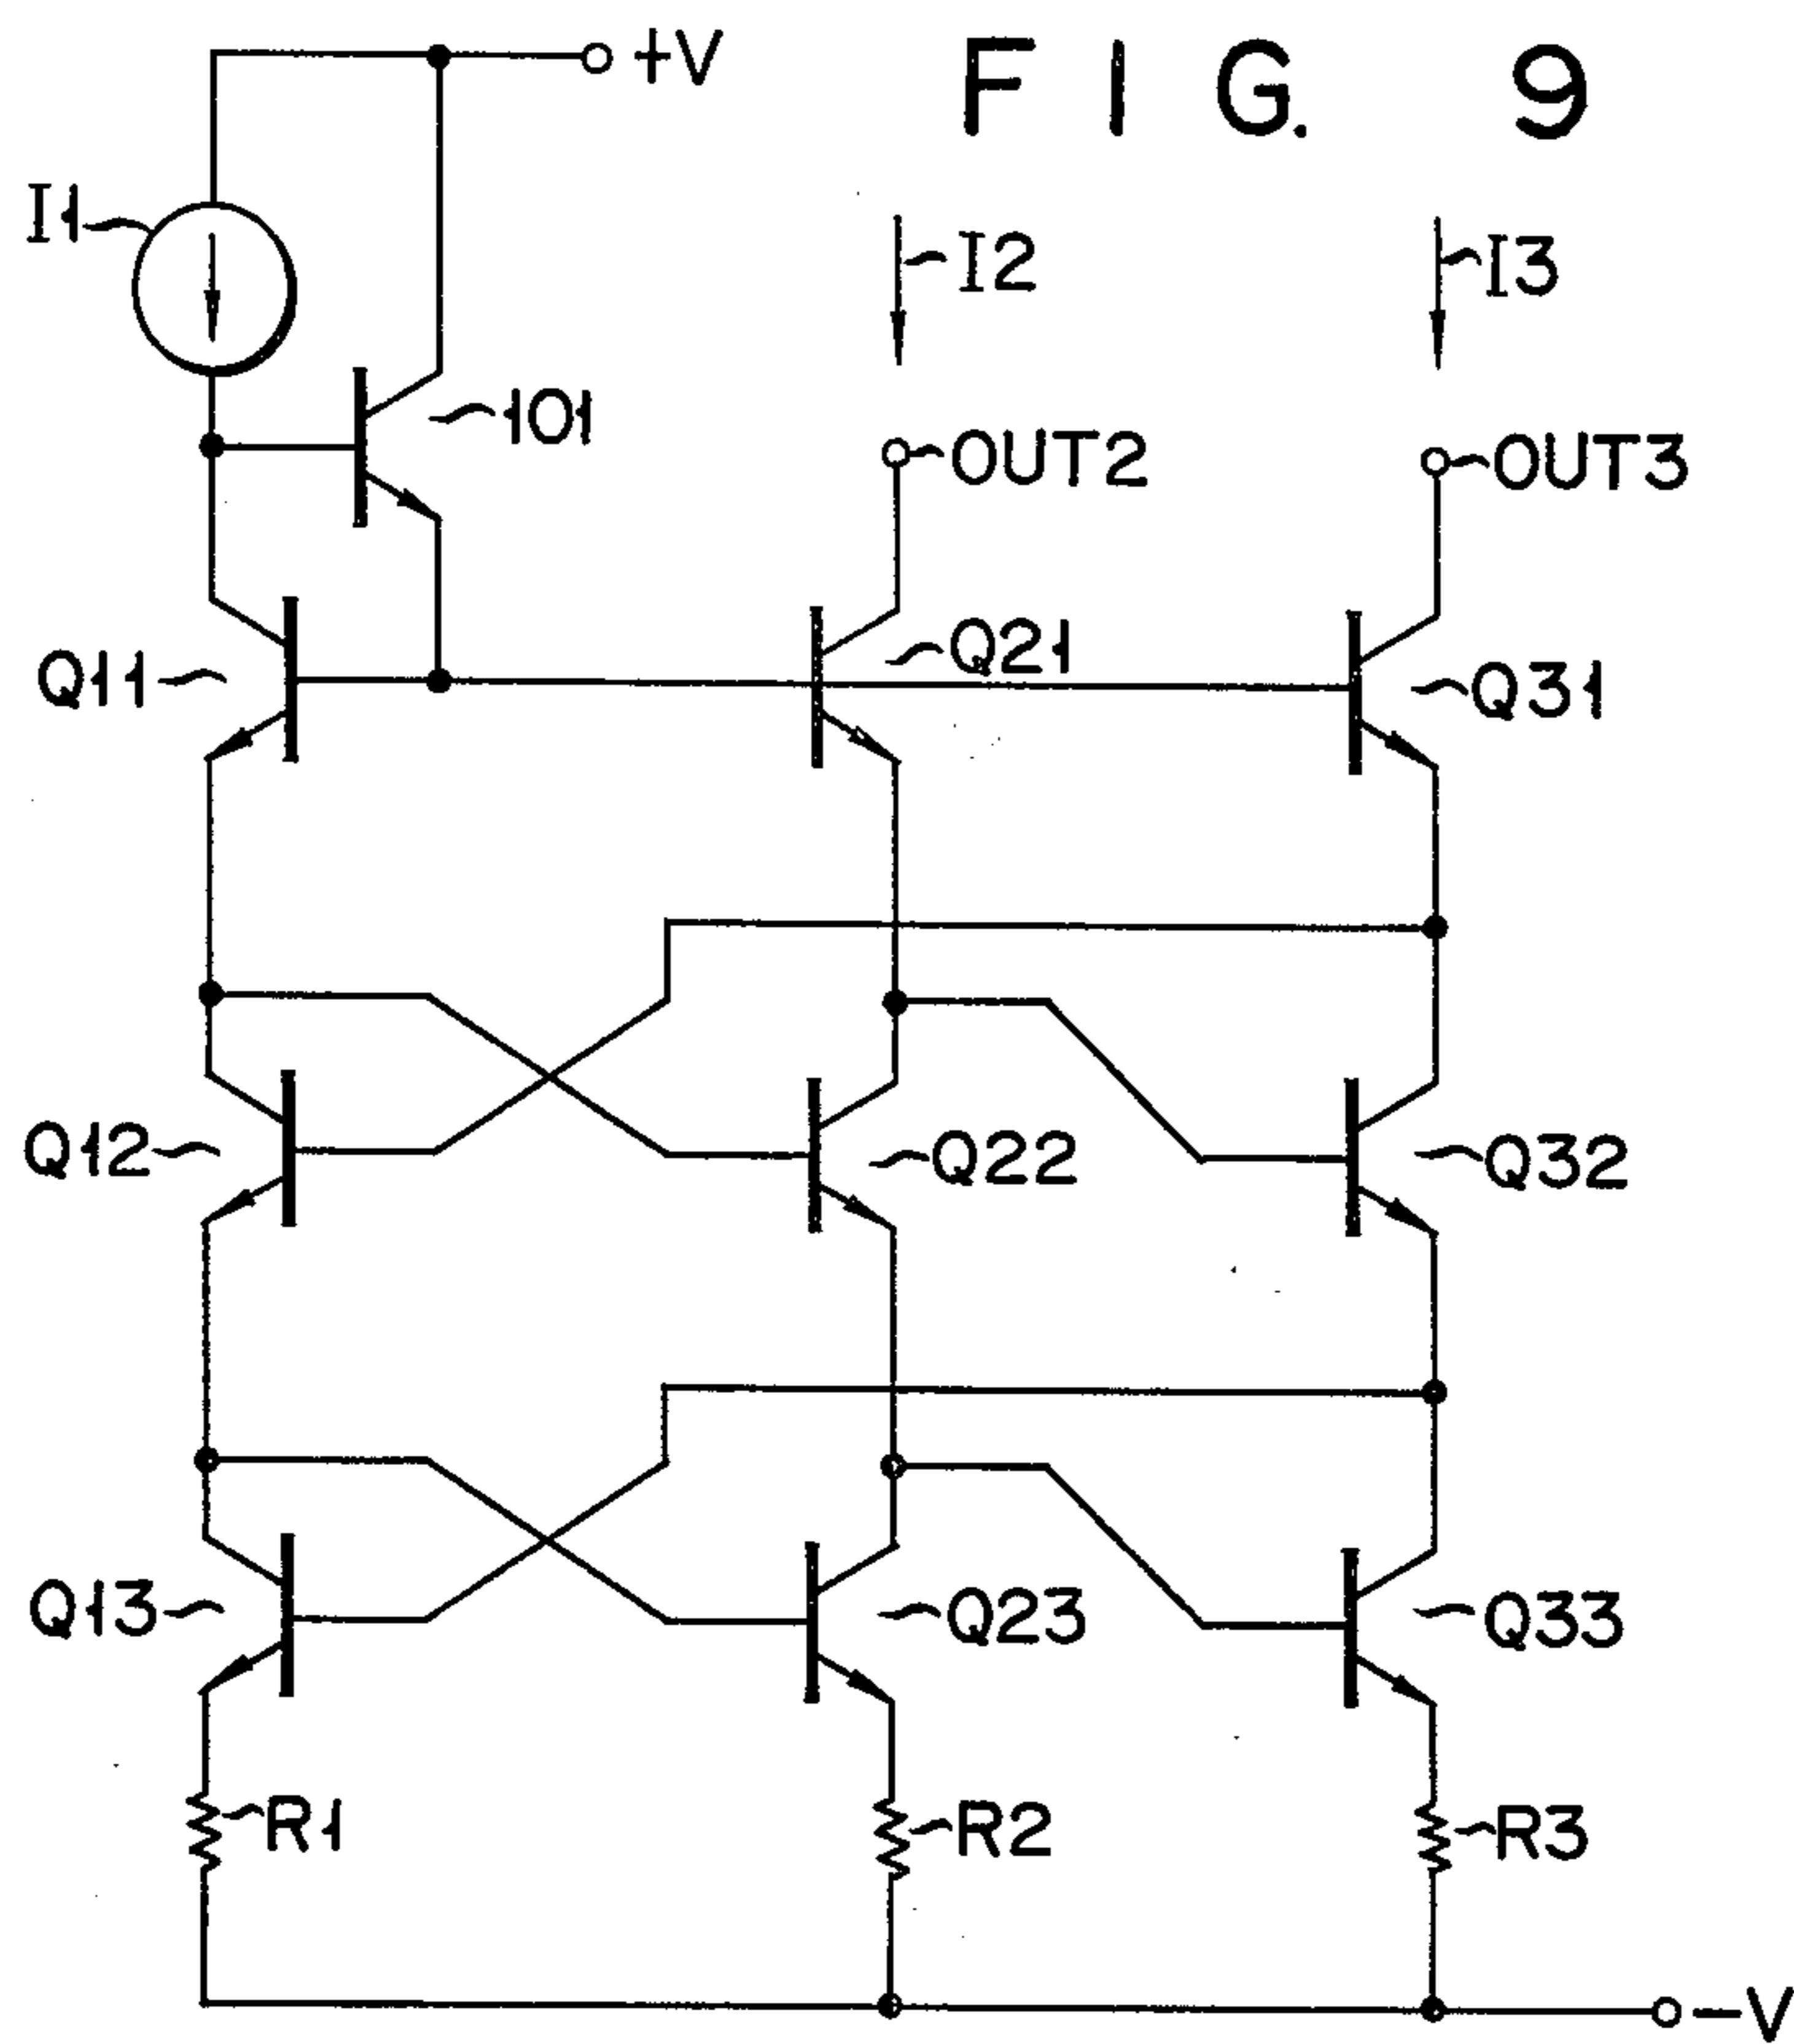 +V
FIG. 9
I1
I2
I3
101
OUT2
OUT3
Q11
Q21
Q31
Q12
Q22
Q32
Q13
Q23
Q33
R1
R2
R3
-V